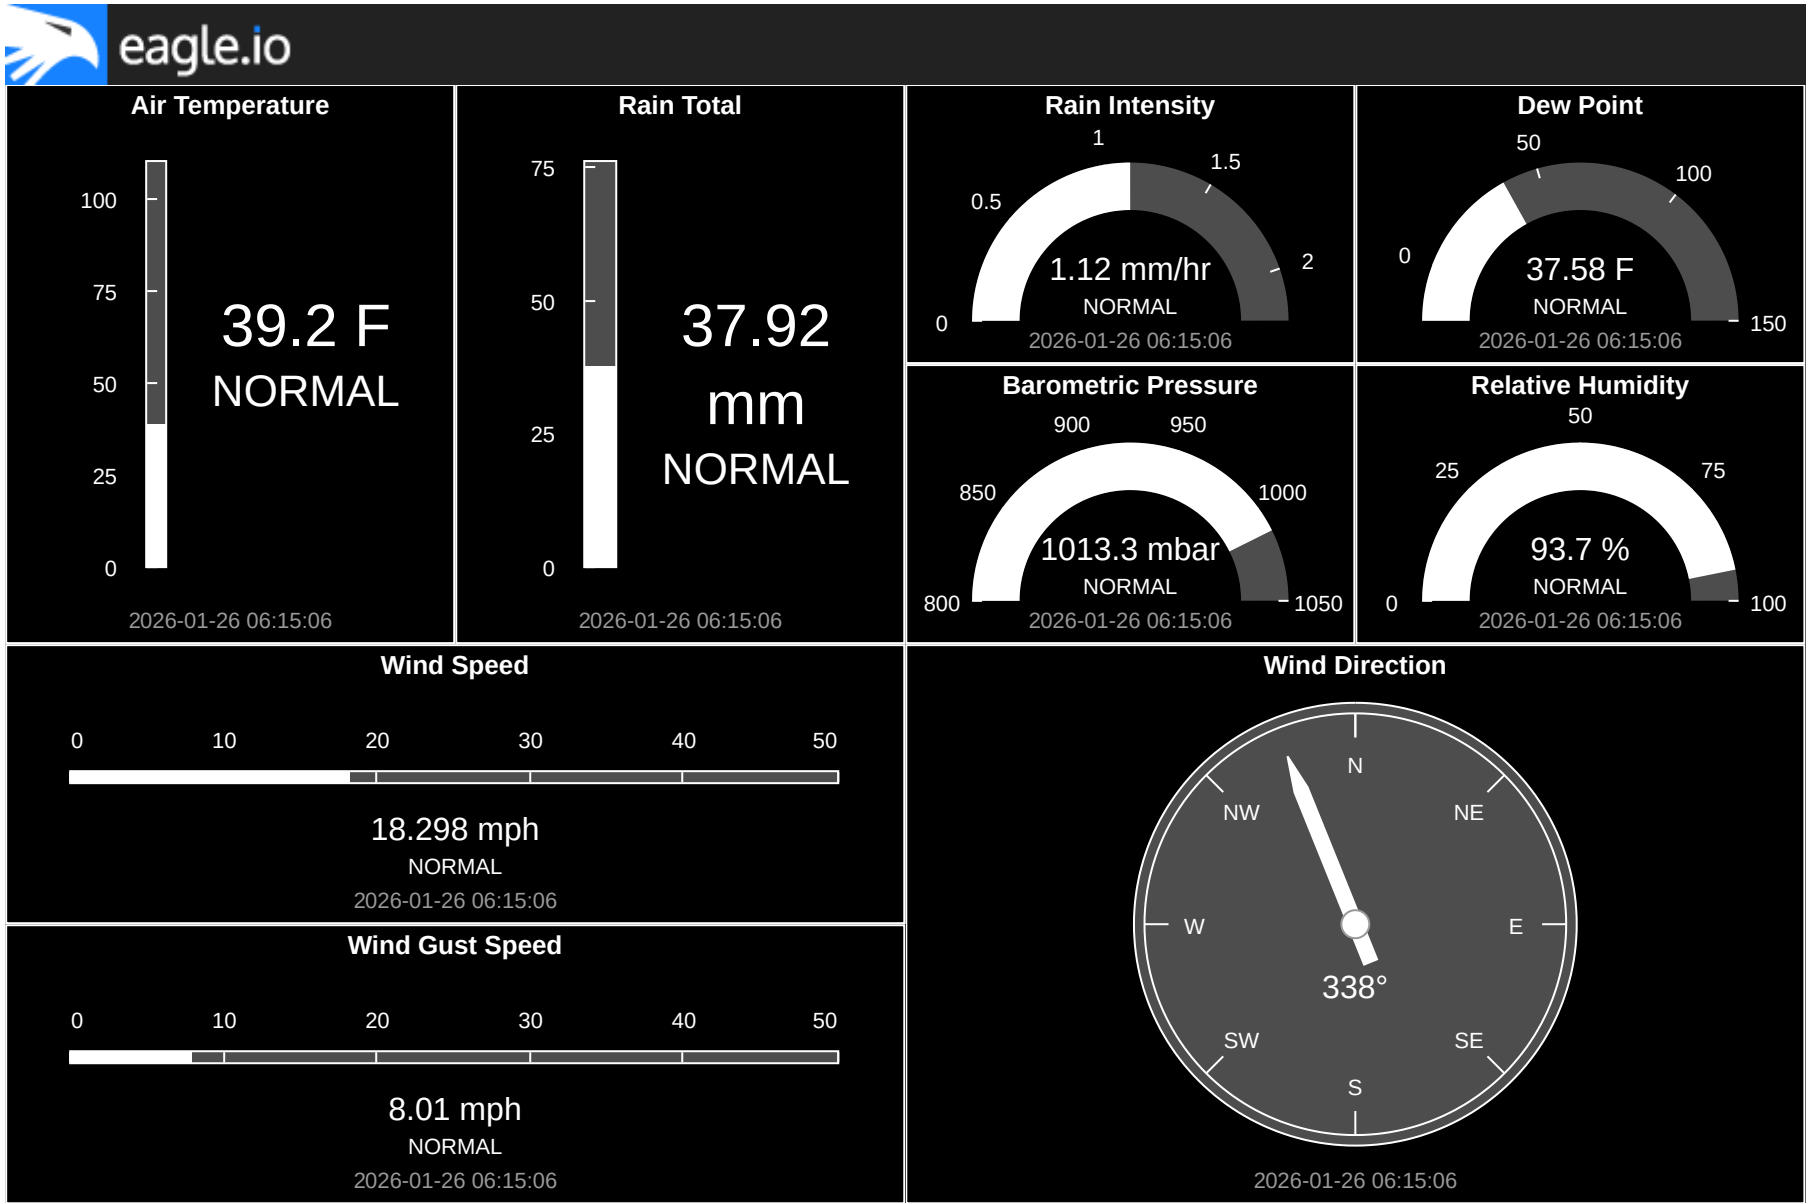 eagle.io
Air Temperature
100
75
50
25
0
39.2 F
NORMAL
2026-01-26 06:15:06
Rain Total
75
50
25
0
37.92
mm
NORMAL
2026-01-26 06:15:06
Rain Intensity
0
0.5
1
1.5
2
1.12 mm/hr
NORMAL
2026-01-26 06:15:06
Dew Point
0
50
100
150
37.58 F
NORMAL
2026-01-26 06:15:06
Barometric Pressure
800
850
900
950
1000
1050
1013.3 mbar
NORMAL
2026-01-26 06:15:06
Relative Humidity
0
25
50
75
100
93.7 %
NORMAL
2026-01-26 06:15:06
Wind Speed
0 10 20 30 40 50
18.298 mph
NORMAL
2026-01-26 06:15:06
Wind Gust Speed
0 10 20 30 40 50
8.01 mph
NORMAL
2026-01-26 06:15:06
Wind Direction
N
NW NE
W E
338°
SW SE
S
2026-01-26 06:15:06